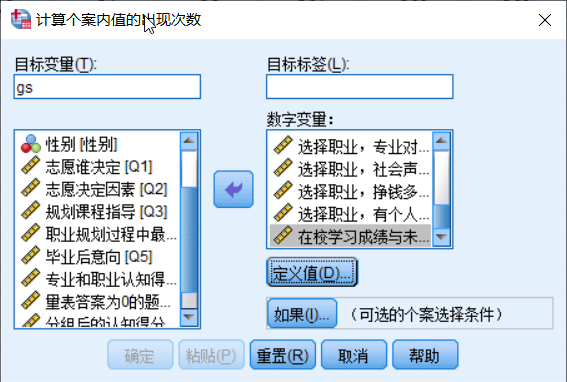 计算个案内值的出现次数
目标变量(T):
gs
目标标签(L):
数字变量：
性别 [性别]
志愿谁决定 [Q1]
志愿决定因素 [Q2]
规划课程指导 [Q3]
职业规划过程中最...
毕业后意向 [Q5]
专业和职业认知得...
量表答案为0的题...
分组后的认知得分
选择职业，专业对...
选择职业，社会声...
选择职业，挣钱多...
选择职业，有个人...
在校学习成绩与未...
定义值(D)...
如果(I)...
（可选的个案选择条件）
确定
粘贴(P)
重置(R)
取消
帮助